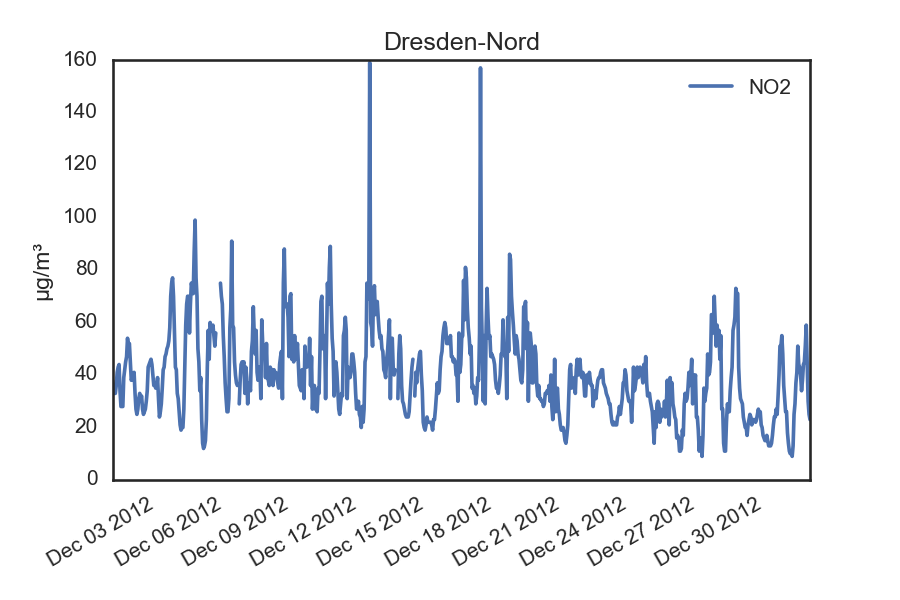 Dresden-Nord
160
140
120
100
80
60
40
20
0
µg/m³
NO2
Dec 03 2012
Dec 06 2012
Dec 09 2012
Dec 12 2012
Dec 15 2012
Dec 18 2012
Dec 21 2012
Dec 24 2012
Dec 27 2012
Dec 30 2012